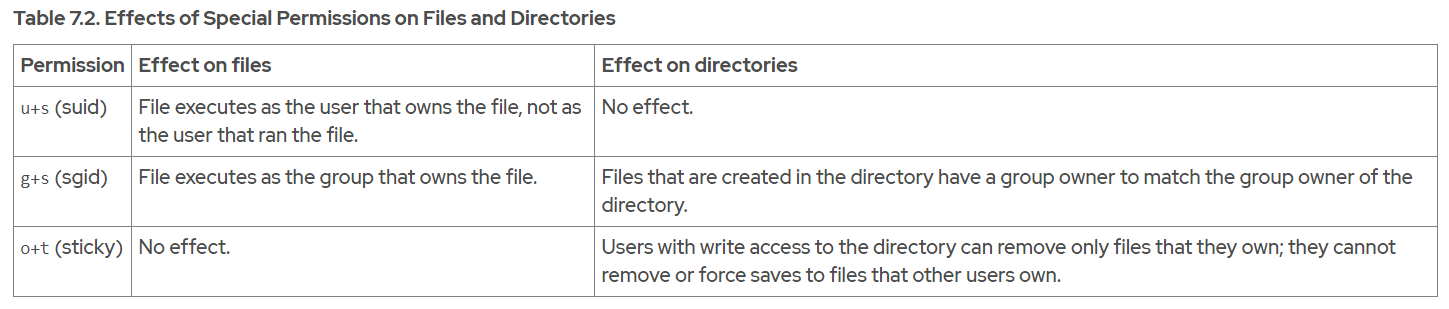 Table 7.2. Effects of Special Permissions on Files and Directories
Permission Effect on files Effect on directories
u+s (suid) File executes as the user that owns the file, not as No effect.
the user that ran the file.
g+s (sgid) File executes as the group that owns the file. Files that are created in the directory have a group owner to match the group owner of the
directory.
o+t (sticky) No effect. Users with write access to the directory can remove only files that they own; they cannot
remove or force saves to files that other users own.